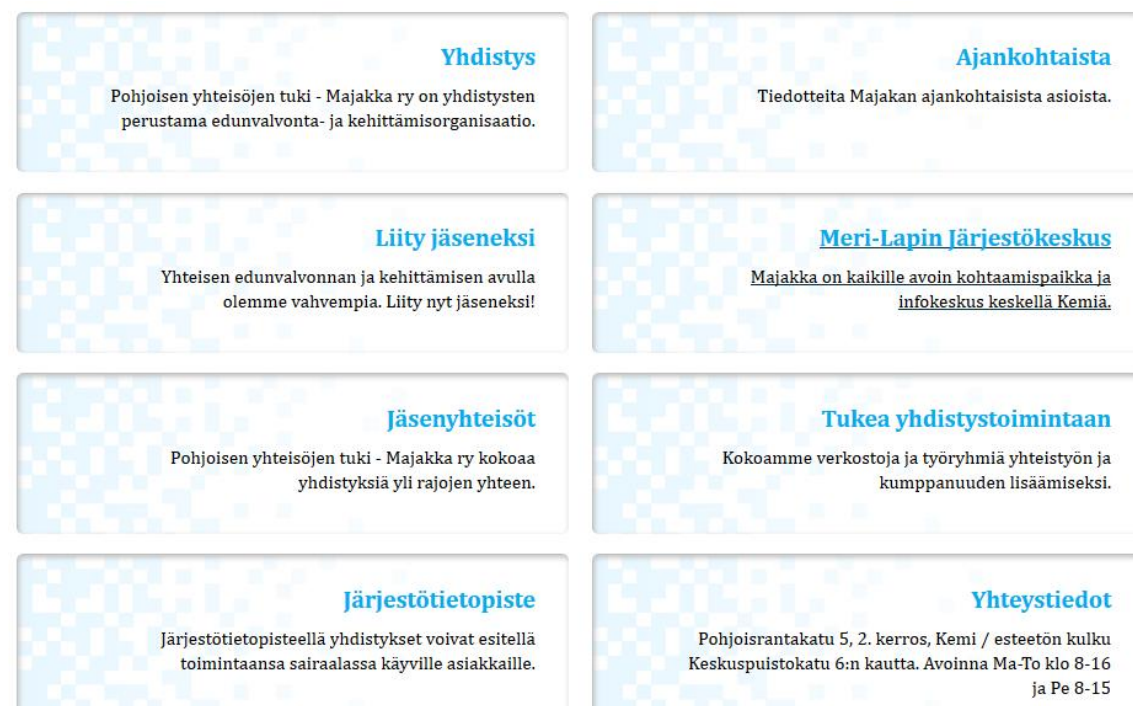 Yhdistys
Pohjoisen yhteisöjen tuki - Majakka ry on yhdistysten
perustama edunvalvonta- ja kehittämisorganisaatio.
Ajankohtaista
Tiedotteita Majakan ajankohtaisista asioista.
Liity jäseneksi
Yhteisen edunvalvonnan ja kehittämisen avulla
olemme vahvempia. Liity nyt jäseneksi!
Meri-Lapin Järjestökeskus
Majakka on kaikille avoin kohtaamispaikka ja
infokeskus keskellä Kemiä.
Jäsenyhteisöt
Pohjoisen yhteisöjen tuki - Majakka ry kokoaa
yhdistyksiä yli rajojen yhteen.
Tukea yhdistystoimintaan
Kokoamme verkostoja ja työryhmiä yhteistyön ja
kumppanuuden lisäämiseksi.
Järjestötietopiste
Järjestötietopisteellä yhdistykset voivat esitellä
toimintaansa sairaalassa käyville asiakkaille.
Yhteystiedot
Pohjoisrantakatu 5, 2. kerros, Kemi / esteetön kulku
Keskuspuistokatu 6:n kautta. Avoinna Ma-To klo 8-16
ja Pe 8-15